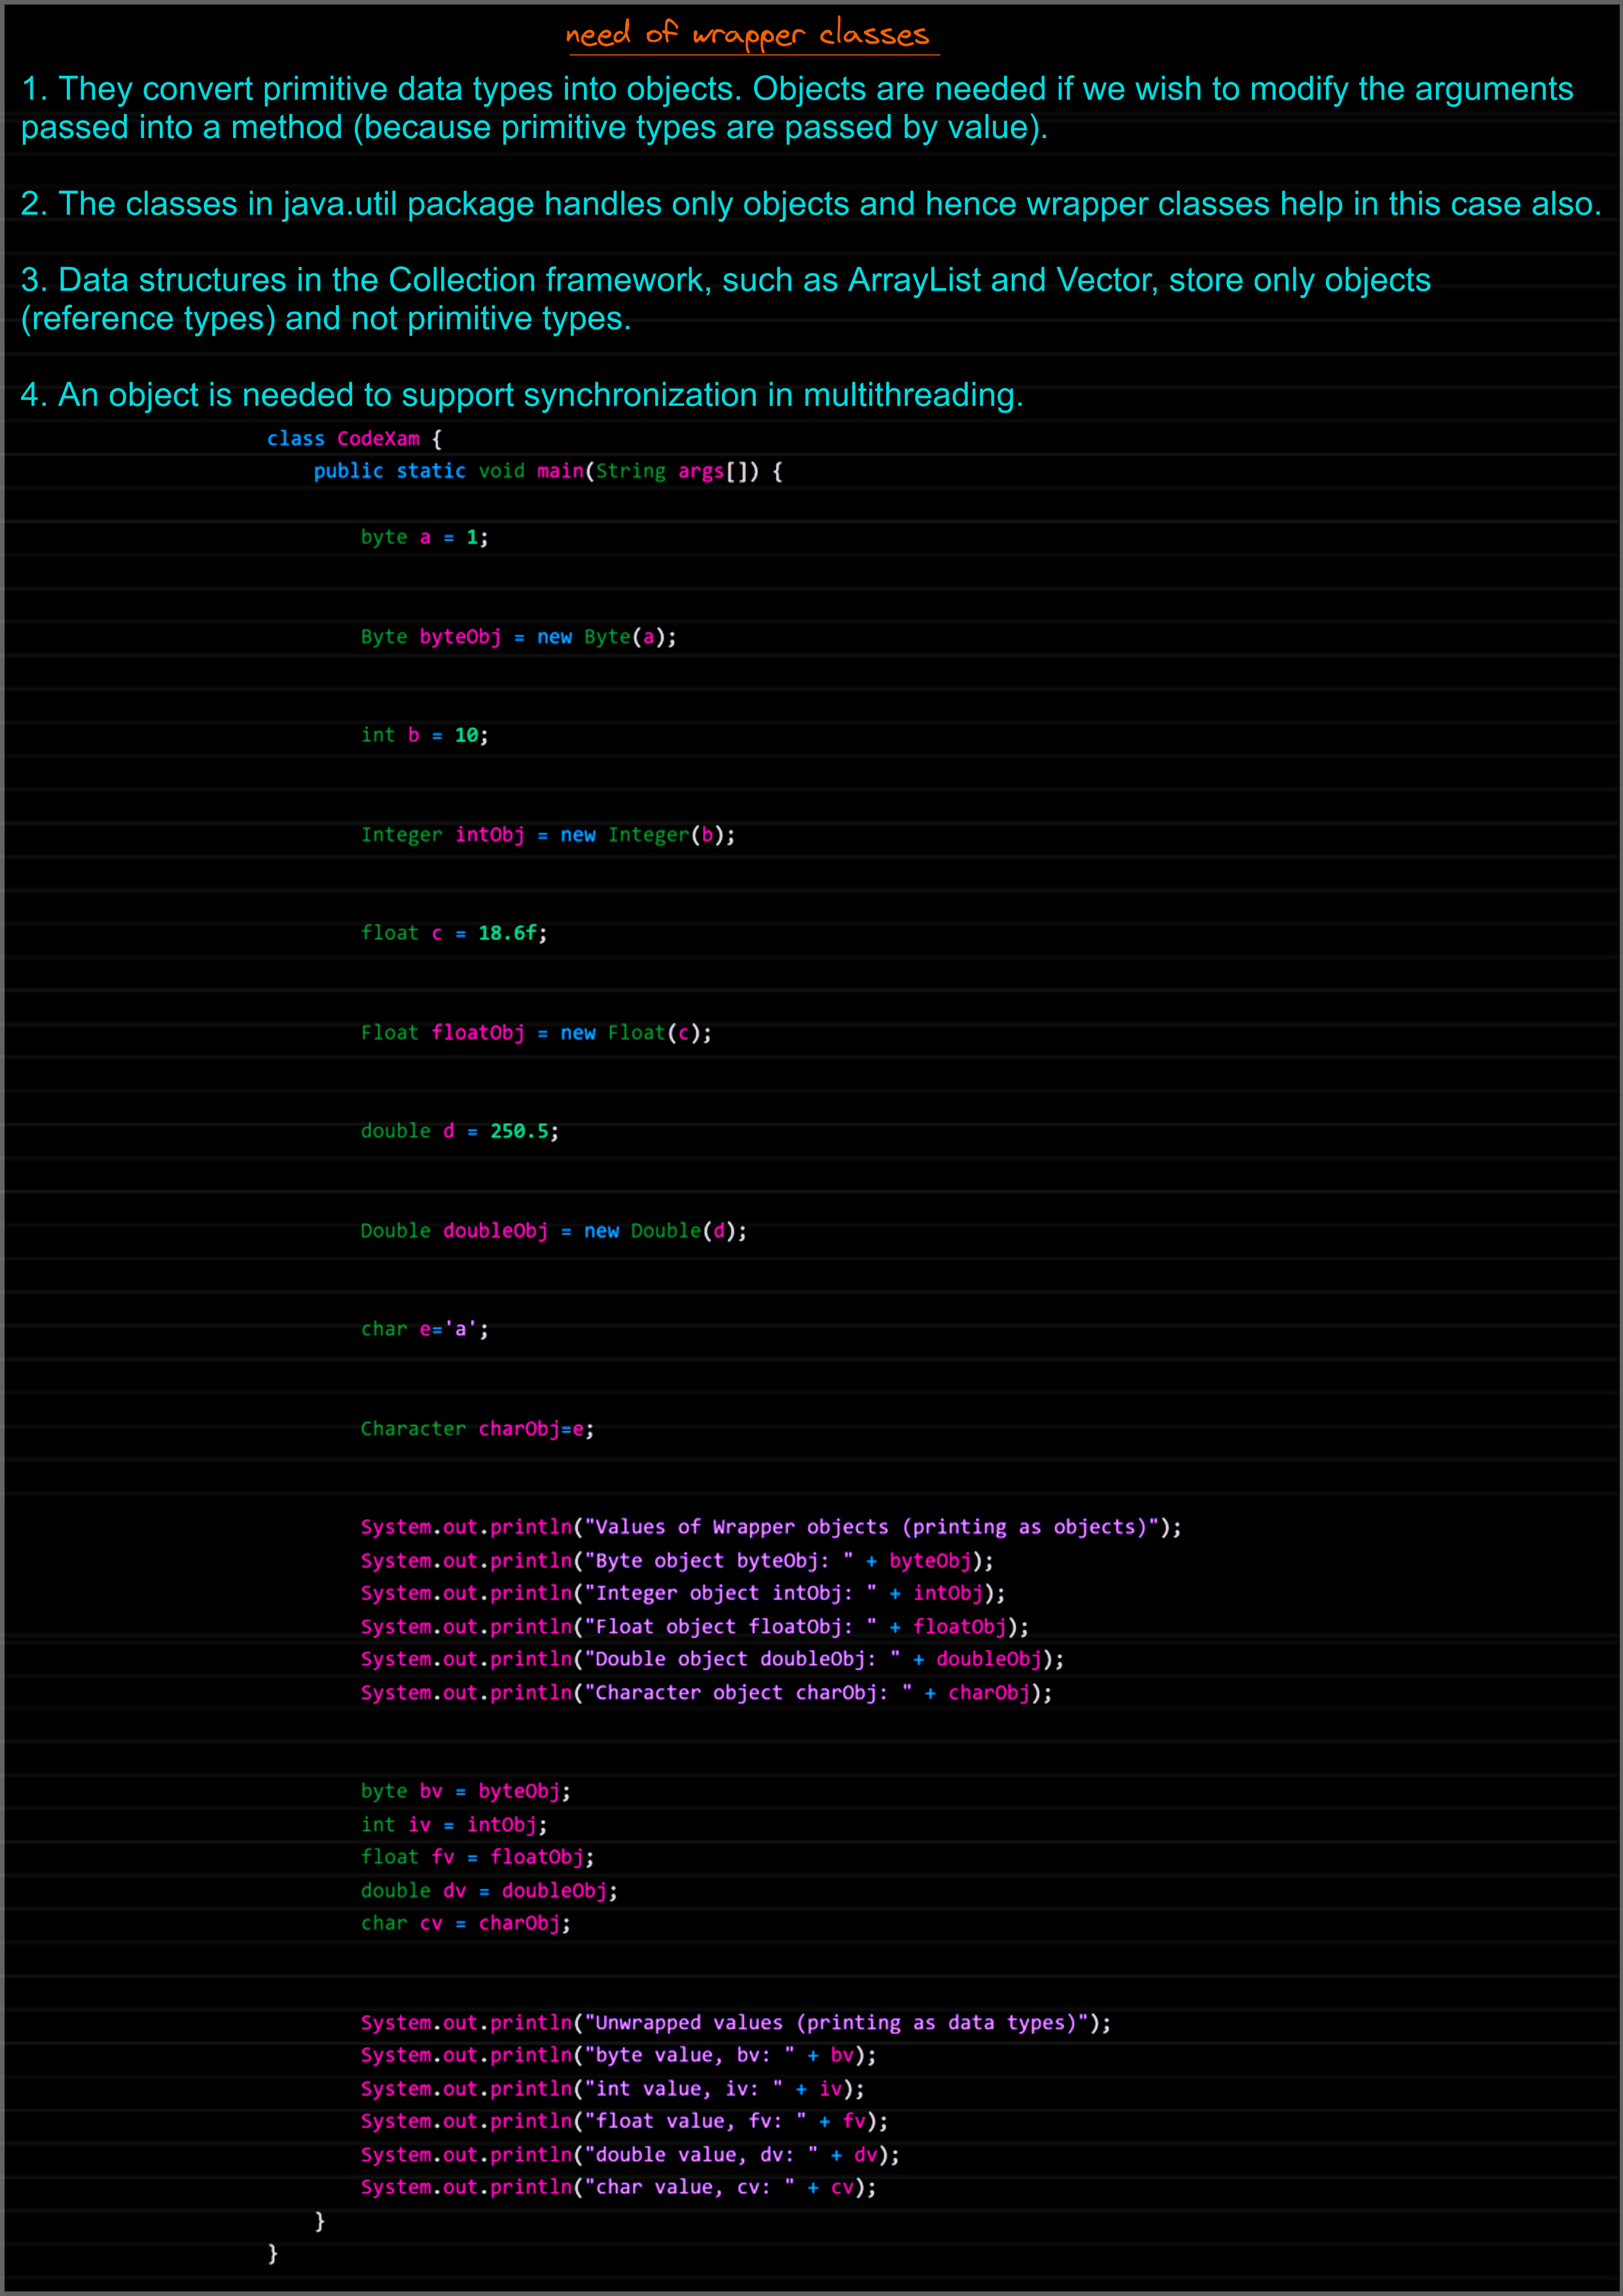 need of wrapper classes
1. They convert primitive data types into objects. Objects are needed if we wish to modify the arguments
passed into a method (because primitive types are passed by value).
2. The classes in java.util package handles only objects and hence wrapper classes help in this case also.
3. Data structures in the Collection framework, such as ArrayList and Vector, store only objects
(reference types) and not primitive types.
4. An object is needed to support synchronization in multithreading.
class CodeXam {
public static void main(String args[]) {
byte a = 1;
Byte byteObj = new Byte(a);
int b = 10;
Integer intObj = new Integer(b);
float c = 18.6f;
Float floatObj = new Float(c);
double d = 250.5;
Double doubleObj = new Double(d);
char e='a';
Character charObj=e;
System.out.println("Values of Wrapper objects (printing as objects)");
System.out.println("Byte object byteObj: " + byteObj);
System.out.println("Integer object intObj: " + intObj);
System.out.println("Float object floatObj: " + floatObj);
System.out.println("Double object doubleObj: " + doubleObj);
System.out.println("Character object charObj: " + charObj);
byte bv = byteObj;
int iv = intObj;
float fv = floatObj;
double dv = doubleObj;
char cv = charObj;
System.out.println("Unwrapped values (printing as data types)");
System.out.println("byte value, bv: " + bv);
System.out.println("int value, iv: " + iv);
System.out.println("float value, fv: " + fv);
System.out.println("double value, dv: " + dv);
System.out.println("char value, cv: " + cv);
}
}